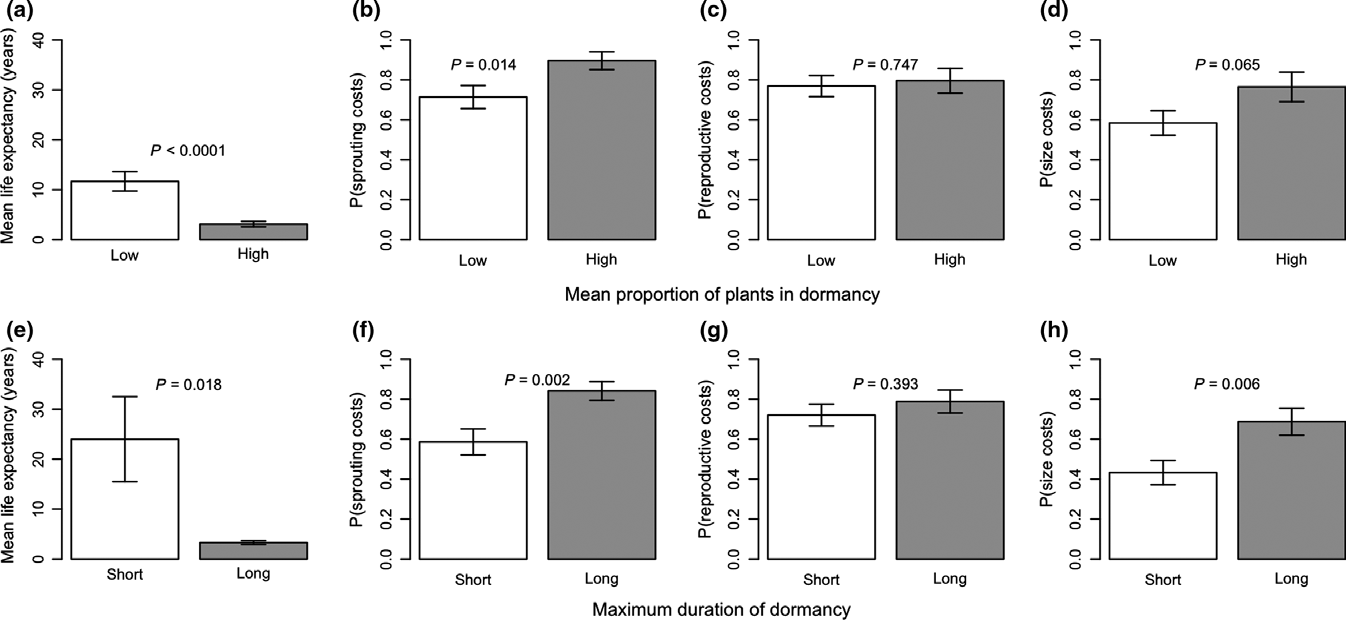 (a)
Mean life expectancy (years)
0 10 20 30 40
P < 0.0001
Low High
(b)
P(sprouting costs)
0.0 0.2 0.4 0.6 0.8 1.0
P = 0.014
Low High
(c)
P(reproductive costs)
0.0 0.2 0.4 0.6 0.8 1.0
P = 0.747
Low High
(d)
P(size costs)
0.0 0.2 0.4 0.6 0.8 1.0
P = 0.065
Low High
Mean proportion of plants in dormancy
(e)
Mean life expectancy (years)
0 10 20 30 40
P = 0.018
Short Long
(f)
P(sprouting costs)
0.0 0.2 0.4 0.6 0.8 1.0
P = 0.002
Short Long
(g)
P(reproductive costs)
0.0 0.2 0.4 0.6 0.8 1.0
P = 0.393
Short Long
(h)
P(size costs)
0.0 0.2 0.4 0.6 0.8 1.0
P = 0.006
Short Long
Maximum duration of dormancy